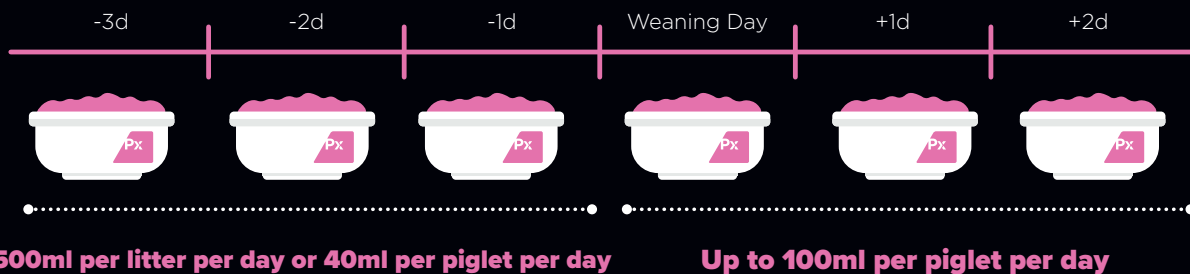 -3d -2d -1d Weaning Day +1d +2d
Px Px Px Px Px Px
500ml per litter per day or 40ml per piglet per day Up to 100ml per piglet per day